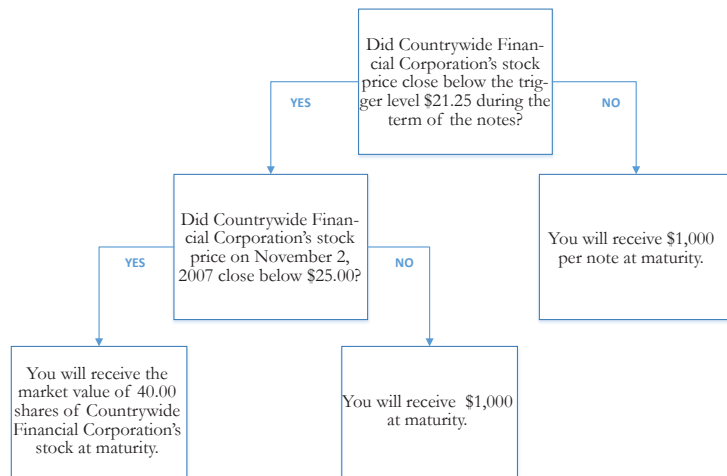 Did Countrywide Finan-
cial Corporation's stock
price close below the trig-
ger level $21.25 during the
term of the notes?
YES
NO
Did Countrywide Finan-
cial Corporation's stock
price on November 2,
2007 close below $25.00?
You will receive $1,000
per note at maturity.
YES
NO
You will receive the
market value of 40.00
shares of Countrywide
Financial Corporation's
stock at maturity.
You will receive  $1,000
at maturity.